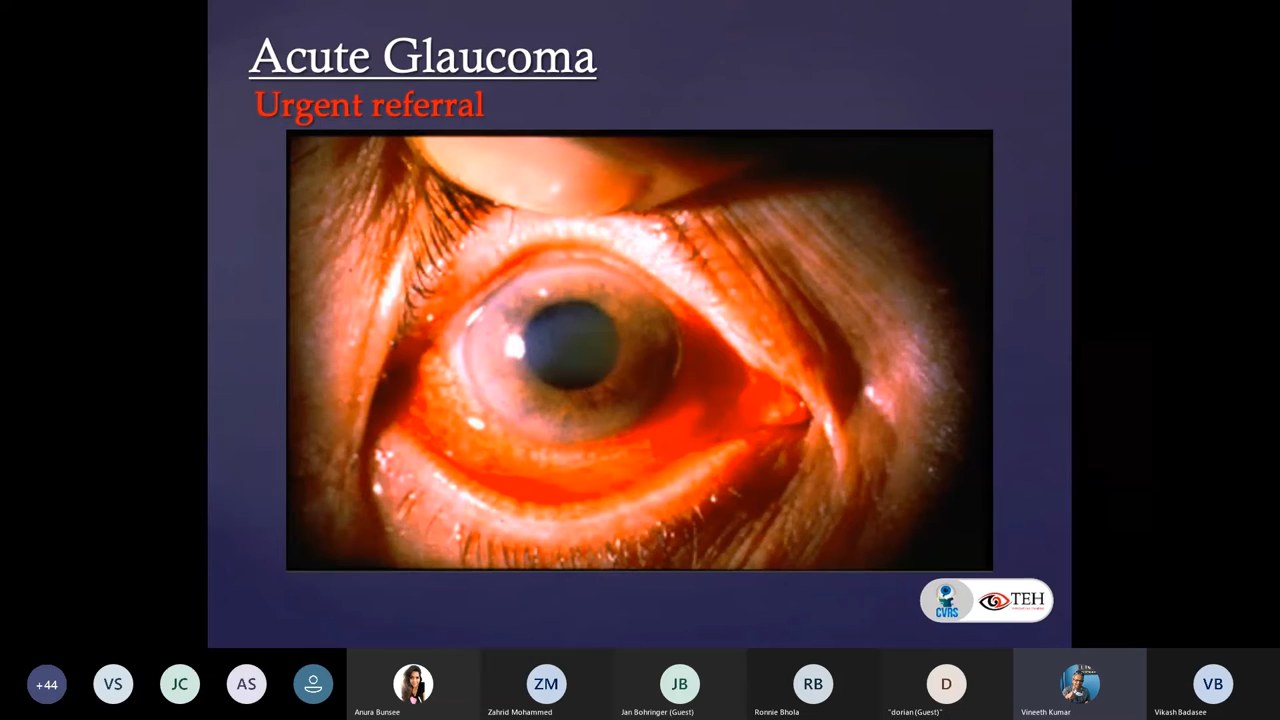 Acute Glaucoma
Urgent referral
CVRS
TEH
+44
VS
JC
AS
ZM
JB
RB
D
VB
Anura Bunsee
Zahrid Mohammed
Jan Bohringer (Guest)
Ronnie Bhola
"dorian(Guest)"
Vineeth Kumar
Vikash Badasee